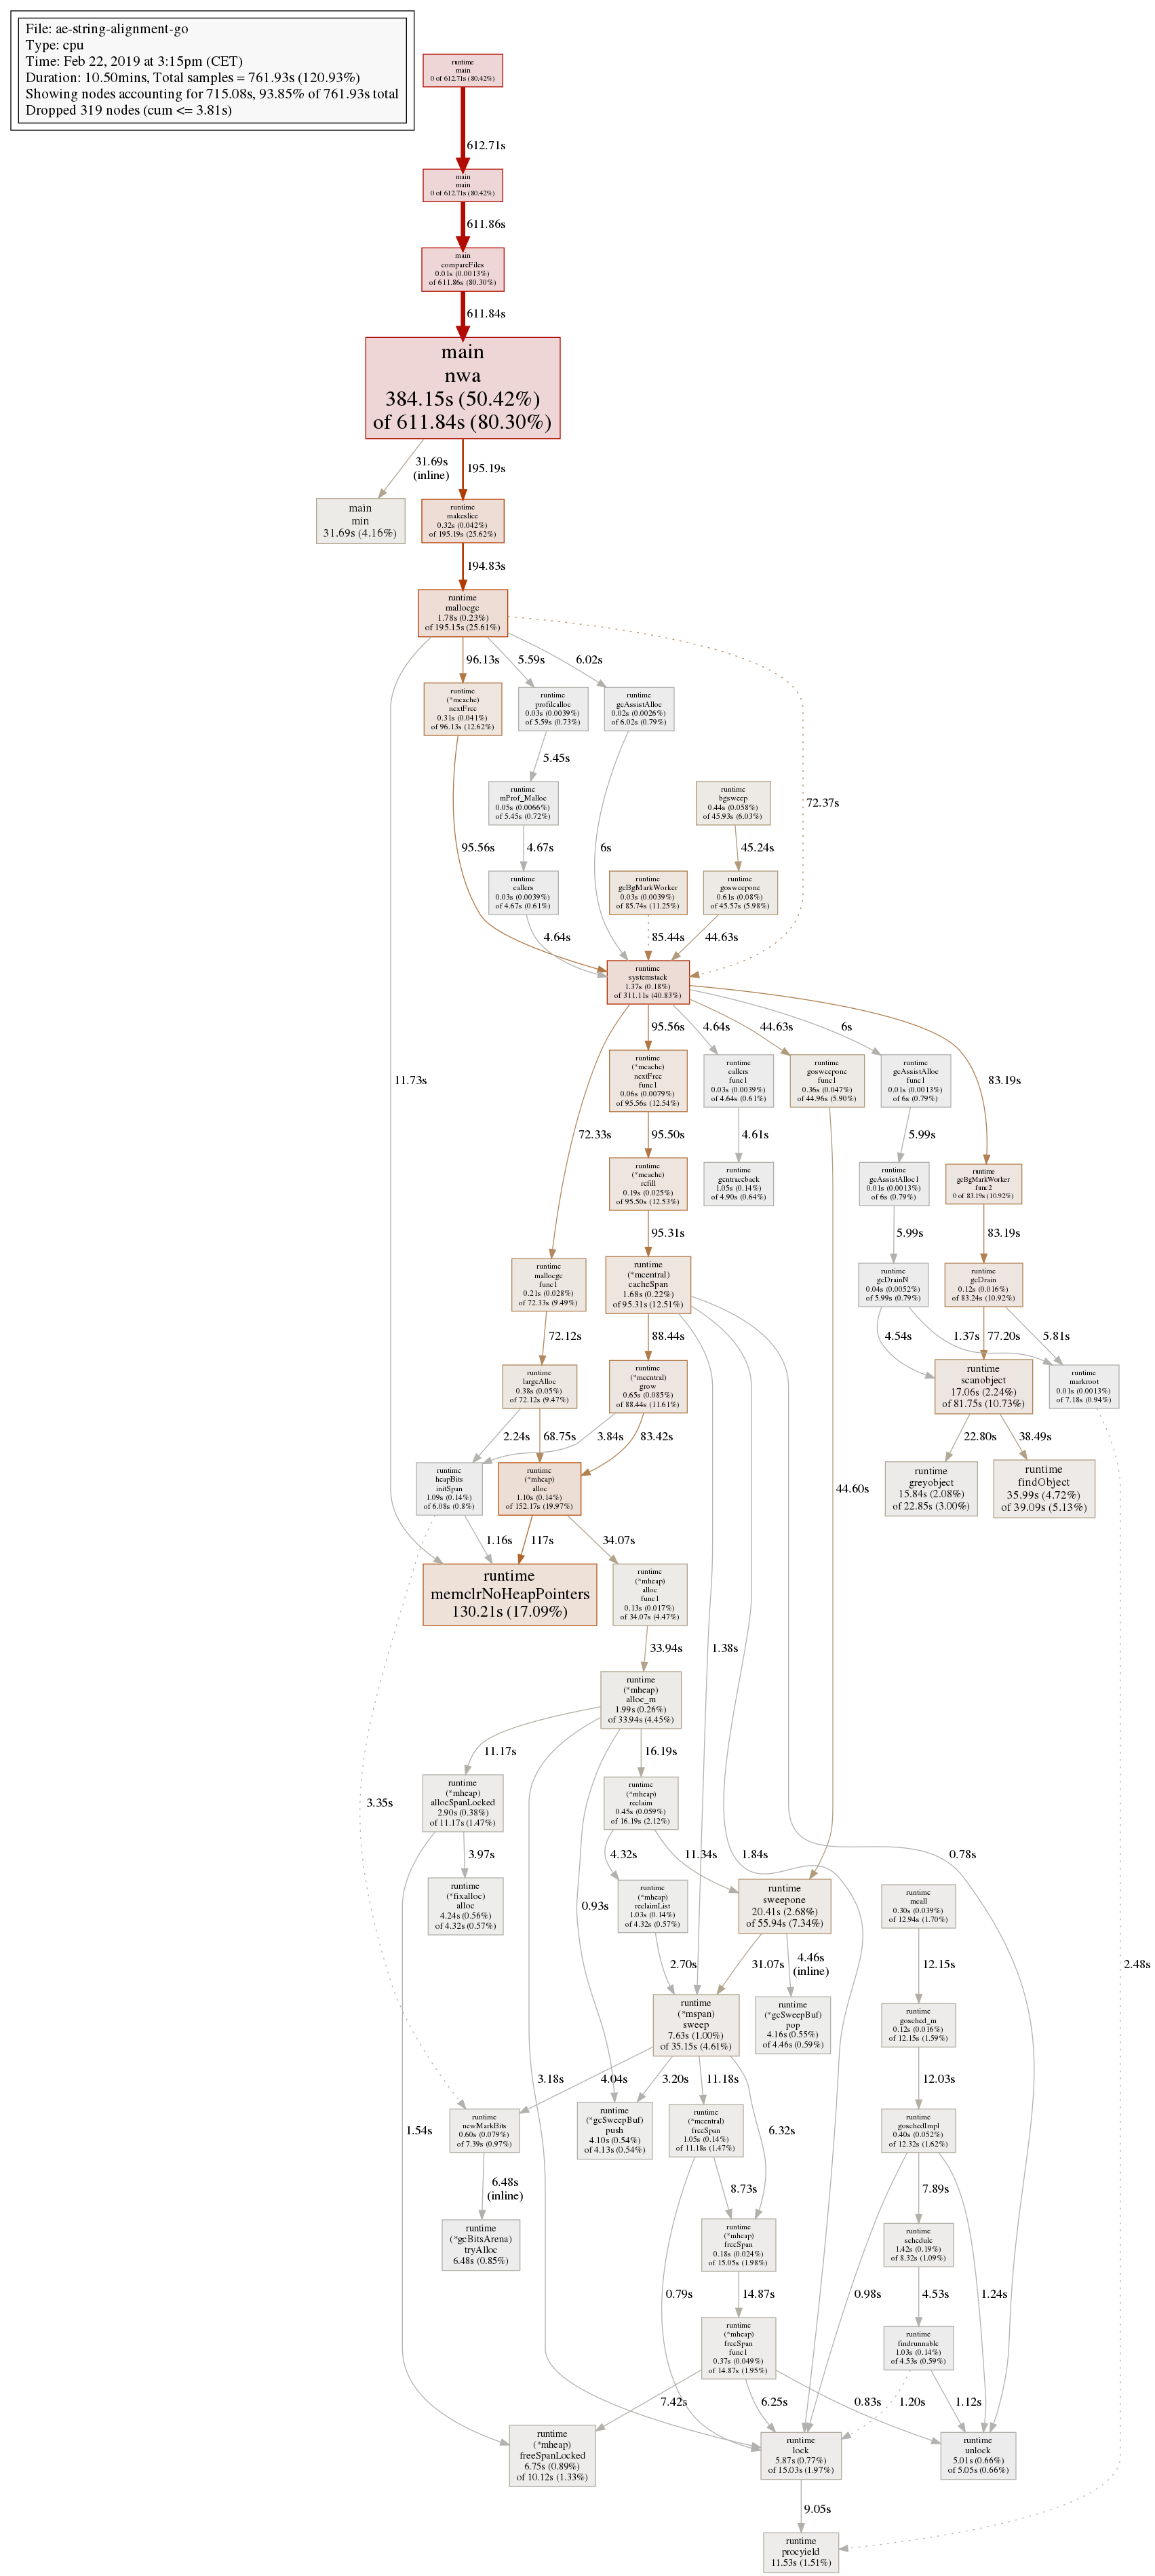 File: ae-string-alignment-go
Type: cpu
Time: Feb 22, 2019 at 3:15pm (CET)
Duration: 10.50mins, Total samples = 761.93s (120.93%)
Showing nodes accounting for 715.08s, 93.85% of 761.93s total
Dropped 319 nodes (cum <= 3.81s)
runtime
main
0 of 612.71s (80.42%)
612.71s
main
main
0 of 612.71s (80.42%)
611.86s
main
compareFiles
0.01s (0.0013%)
of 611.86s (80.30%)
611.84s
main
nwa
384.15s (50.42%)
of 611.84s (80.30%)
31.69s
(inline)
195.19s
main
min
31.69s (4.16%)
runtime
makeslice
0.32s (0.042%)
of 195.19s (25.62%)
194.83s
runtime
mallocgc
1.78s (0.23%)
of 195.15s (25.61%)
96.13s
5.59s
6.02s
72.37s
11.73s
runtime
(*mcache)
nextFree
0.31s (0.041%)
of 96.13s (12.62%)
runtime
profilealloc
0.03s (0.0039%)
of 5.59s (0.73%)
runtime
gcAssistAlloc
0.02s (0.0026%)
of 6.02s (0.79%)
5.45s
runtime
mProf_Malloc
0.05s (0.0066%)
of 5.45s (0.72%)
runtime
bgsweep
0.44s (0.058%)
of 45.93s (6.03%)
95.56s
4.67s
6s
45.24s
runtime
callers
0.03s (0.0039%)
of 4.67s (0.61%)
runtime
gcBgMarkWorker
0.03s (0.0039%)
of 85.74s (11.25%)
runtime
gosweepone
0.61s (0.08%)
of 45.57s (5.98%)
4.64s
85.44s
44.63s
runtime
systemstack
1.37s (0.18%)
of 311.11s (40.83%)
95.56s
4.64s
44.63s
6s
83.19s
72.33s
runtime
(*mcache)
nextFree
func1
0.06s (0.0079%)
of 95.56s (12.54%)
runtime
callers
func1
0.03s (0.0039%)
of 4.64s (0.61%)
runtime
gosweepone
func1
0.36s (0.047%)
of 44.96s (5.90%)
runtime
gcAssistAlloc
func1
0.01s (0.0013%)
of 6s (0.79%)
95.50s
4.61s
5.99s
runtime
(*mcache)
refill
0.19s (0.025%)
of 95.50s (12.53%)
runtime
gentraceback
1.05s (0.14%)
of 4.90s (0.64%)
runtime
gcAssistAlloc1
0.01s (0.0013%)
of 6s (0.79%)
runtime
gcBgMarkWorker
func2
0 of 83.19s (10.92%)
95.31s
5.99s
83.19s
runtime
mallocgc
func1
0.21s (0.028%)
of 72.33s (9.49%)
runtime
(*mcentral)
cacheSpan
1.68s (0.22%)
of 95.31s (12.51%)
runtime
gcDrainN
0.04s (0.0052%)
of 5.99s (0.79%)
runtime
gcDrain
0.12s (0.016%)
of 83.24s (10.92%)
72.12s
88.44s
4.54s
1.37s
77.20s
5.81s
runtime
largeAlloc
0.38s (0.05%)
of 72.12s (9.47%)
runtime
(*mcentral)
grow
0.65s (0.085%)
of 88.44s (11.61%)
runtime
scanobject
17.06s (2.24%)
of 81.75s (10.73%)
runtime
markroot
0.01s (0.0013%)
of 7.18s (0.94%)
2.24s
68.75s
3.84s
83.42s
22.80s
38.49s
runtime
heapBits
initSpan
1.09s (0.14%)
of 6.08s (0.8%)
runtime
(*mheap)
alloc
1.10s (0.14%)
of 152.17s (19.97%)
runtime
greyobject
15.84s (2.08%)
of 22.85s (3.00%)
runtime
findObject
35.99s (4.72%)
of 39.09s (5.13%)
44.60s
1.16s
117s
34.07s
runtime
memclrNoHeapPointers
130.21s (17.09%)
runtime
(*mheap)
alloc
func1
0.13s (0.017%)
of 34.07s (4.47%)
33.94s
1.38s
runtime
(*mheap)
alloc_m
1.99s (0.26%)
of 33.94s (4.45%)
11.17s
16.19s
runtime
(*mheap)
allocSpanLocked
2.90s (0.38%)
of 11.17s (1.47%)
runtime
(*mheap)
reclaim
0.45s (0.059%)
of 16.19s (2.12%)
3.35s
3.97s
4.32s
11.34s
1.84s
0.78s
runtime
(*fixalloc)
alloc
4.24s (0.56%)
of 4.32s (0.57%)
0.93s
runtime
(*mheap)
reclaimList
1.03s (0.14%)
of 4.32s (0.57%)
runtime
sweepone
20.41s (2.68%)
of 55.94s (7.34%)
runtime
mcall
0.30s (0.039%)
of 12.94s (1.70%)
2.70s
31.07s
4.46s
(inline)
12.15s
2.48s
runtime
(*mspan)
sweep
7.63s (1.00%)
of 35.15s (4.61%)
runtime
(*gcSweepBuf)
pop
4.16s (0.55%)
of 4.46s (0.59%)
runtime
gosched_m
0.12s (0.016%)
of 12.15s (1.59%)
3.18s
4.04s
3.20s
11.18s
12.03s
1.54s
6.32s
runtime
newMarkBits
0.60s (0.079%)
of 7.39s (0.97%)
runtime
(*gcSweepBuf)
push
4.10s (0.54%)
of 4.13s (0.54%)
runtime
(*mcentral)
freeSpan
1.05s (0.14%)
of 11.18s (1.47%)
runtime
goschedImpl
0.40s (0.052%)
of 12.32s (1.62%)
6.48s
(inline)
8.73s
7.89s
runtime
(*gcBitsArena)
tryAlloc
6.48s (0.85%)
runtime
(*mheap)
freeSpan
0.18s (0.024%)
of 15.05s (1.98%)
runtime
schedule
1.42s (0.19%)
of 8.32s (1.09%)
0.79s
14.87s
0.98s
4.53s
1.24s
runtime
(*mheap)
freeSpan
func1
0.37s (0.049%)
of 14.87s (1.95%)
runtime
findrunnable
1.03s (0.14%)
of 4.53s (0.59%)
7.42s
6.25s
0.83s
1.20s
1.12s
runtime
(*mheap)
freeSpanLocked
6.75s (0.89%)
of 10.12s (1.33%)
runtime
lock
5.87s (0.77%)
of 15.03s (1.97%)
runtime
unlock
5.01s (0.66%)
of 5.05s (0.66%)
9.05s
runtime
procyield
11.53s (1.51%)